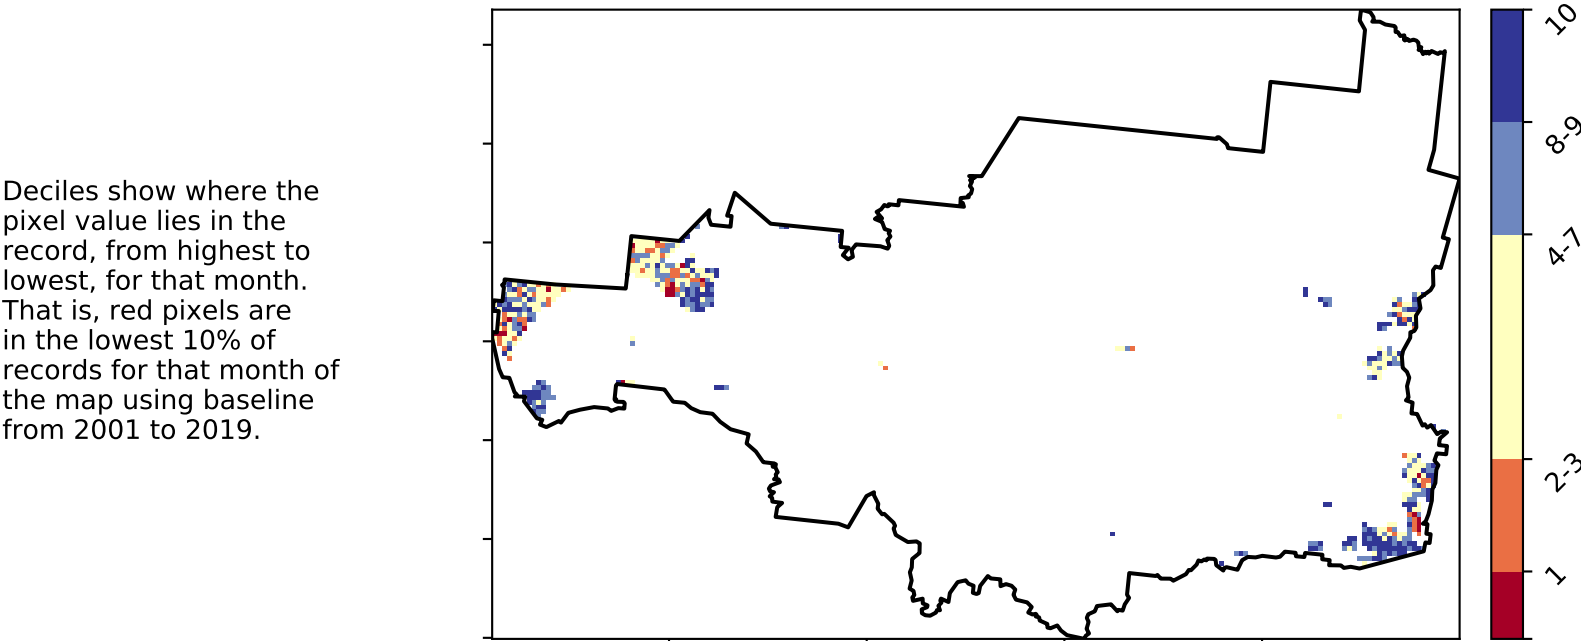 Deciles show where the
pixel value lies in the
record, from highest to
lowest, for that month.
That is, red pixels are
in the lowest 10% of
records for that month of
the map using baseline
from 2001 to 2019.
10
8-9
4-7
2-3
1